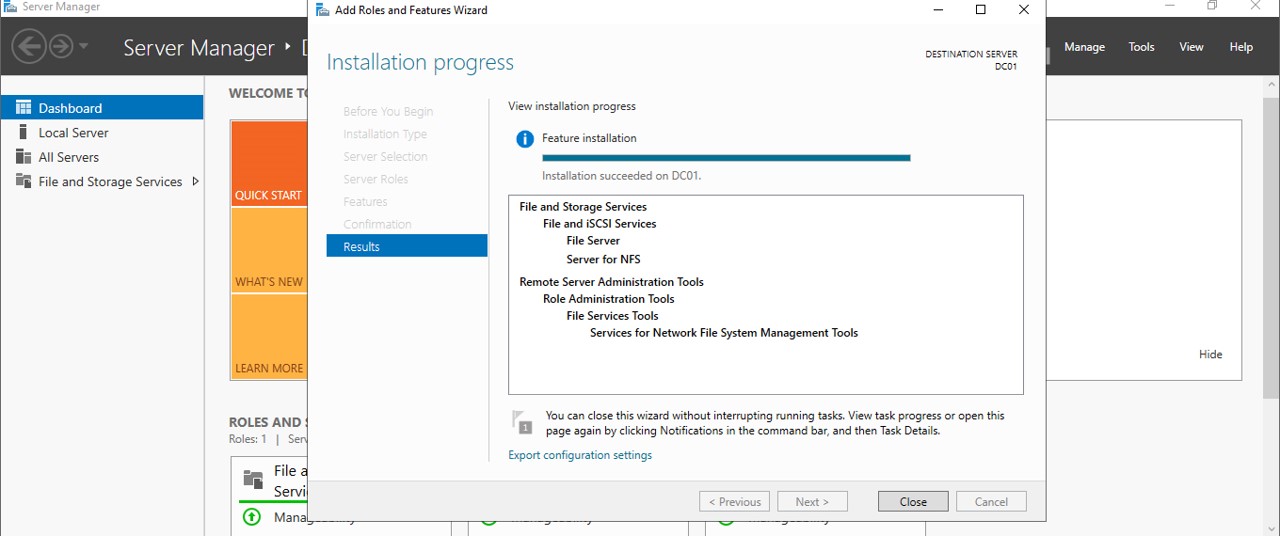 Server Manager
Add Roles and Features Wizard
Server Manager
Manage
Tools
View
Help
Installation progress
DESTINATION SERVER
DC01
Dashboard
Local Server
All Servers
File and Storage Services
WELCOME TO
QUICK START
WHAT'S NEW
LEARN MORE
Hide
ROLES AND
Roles: 1 |
File a
Servi
Before You Begin
Installation Type
Server Selection
Server Roles
Features
Confirmation
Results
View installation progress
Feature installation
Installation succeeded on DC01.
File and Storage Services
File and iSCSI Services
File Server
Server for NFS
Remote Server Administration Tools
Role Administration Tools
File Services Tools
Services for Network File System Management Tools
1
You can close this wizard without interrupting running tasks. View task progress or open this
page again by clicking Notifications in the command bar, and then Task Details.
Export configuration settings
< Previous
Next >
Close
Cancel